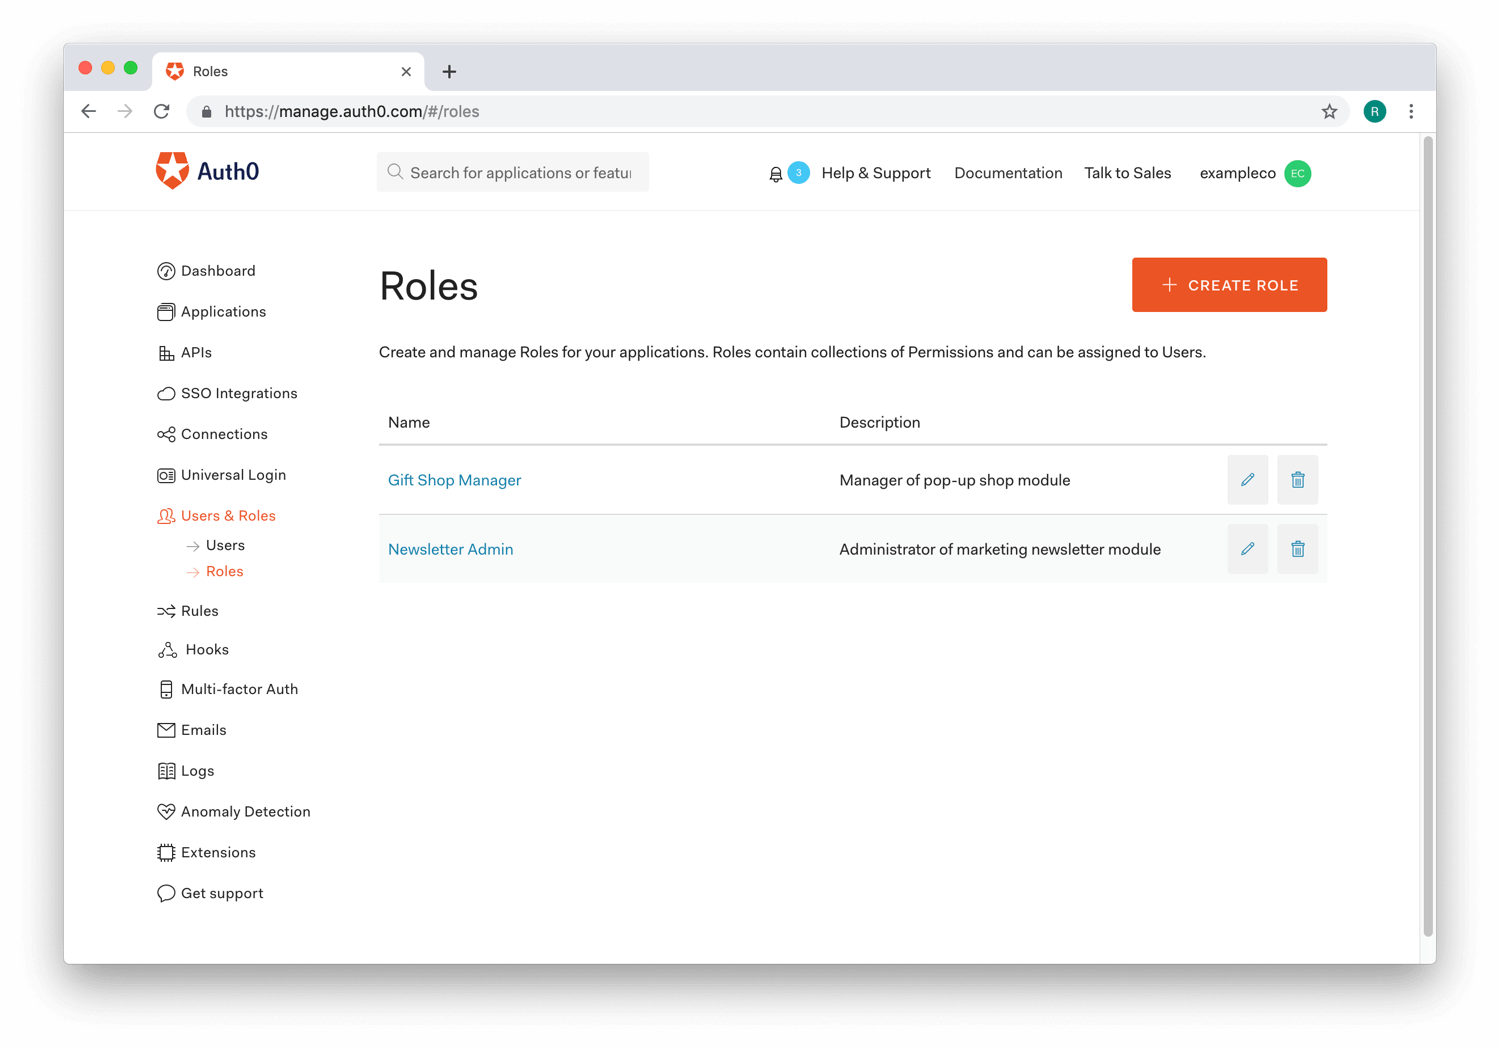 Roles
https://manage.auth0.com/#/roles
R
Auth0
Search for applications or featu
3
Help & Support
Documentation
Talk to Sales
exampleco
EC
Dashboard
Applications
APIs
SSO Integrations
Connections
Universal Login
Users & Roles
Users
Roles
Rules
Hooks
Multi-factor Auth
Emails
Logs
Anomaly Detection
Extensions
Get support
Roles
CREATE ROLE
Create and manage Roles for your applications. Roles contain collections of Permissions and can be assigned to Users.
Name Description
Gift Shop Manager Manager of pop-up shop module
Newsletter Admin Administrator of marketing newsletter module